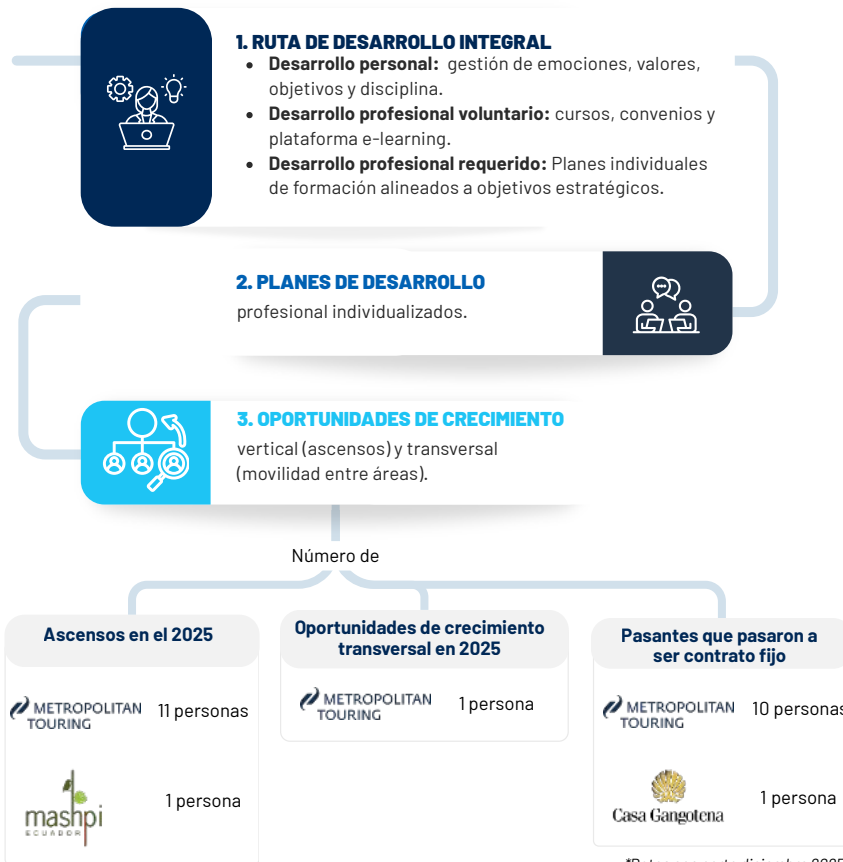 1. RUTA DE DESARROLLO INTEGRAL
• Desarrollo personal: gestión de emociones, valores,
objetivos y disciplina.
• Desarrollo profesional voluntario: cursos, convenios y
plataforma e-learning.
• Desarrollo profesional requerido: Planes individuales
de formación alineados a objetivos estratégicos.
2. PLANES DE DESARROLLO
profesional individualizados.
3. OPORTUNIDADES DE CRECIMIENTO
vertical (ascensos) y transversal
(movilidad entre áreas).
Número de
Ascensos en el 2025
METROPOLITAN
TOURING
11 personas
mashpi
ECUADOR
1 persona
Oportunidades de crecimiento
transversal en 2025
METROPOLITAN
TOURING
1 persona
Pasantes que pasaron a
ser contrato fijo
METROPOLITAN
TOURING
10 personas
Casa Gangotena
1 persona